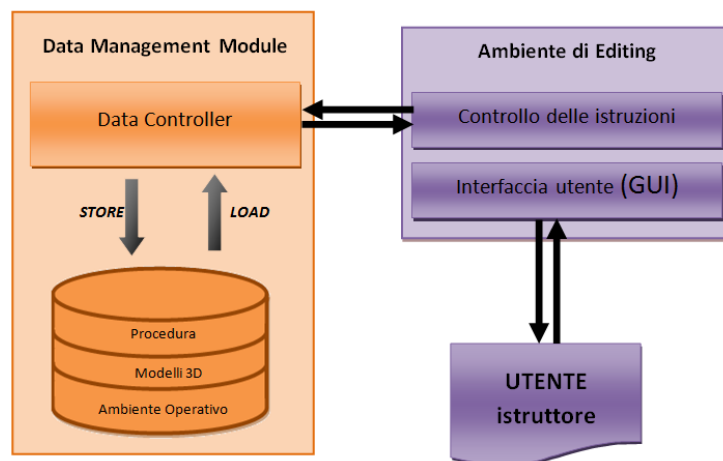 Data Management Module
Data Controller
STORE
LOAD
Procedura
Modelli 3D
Ambiente Operativo
Ambiente di Editing
Controllo delle istruzioni
Interfaccia utente (GUI)
UTENTE
istruttore